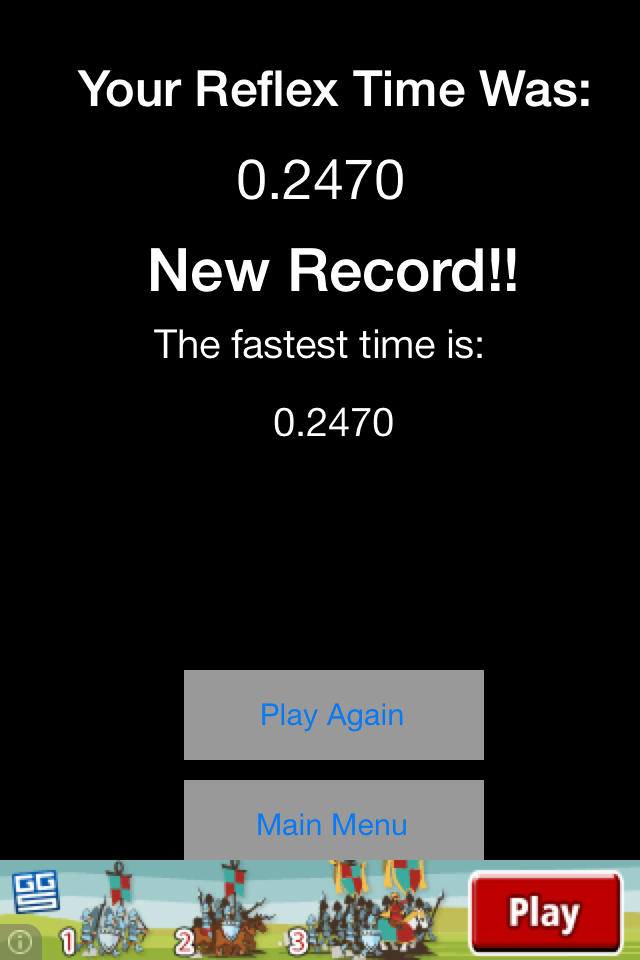 Your Reflex Time Was:
0.2470
New Record!!
The fastest time is:
0.2470
Play Again
Main Menu
GGS
1 2 3
Play